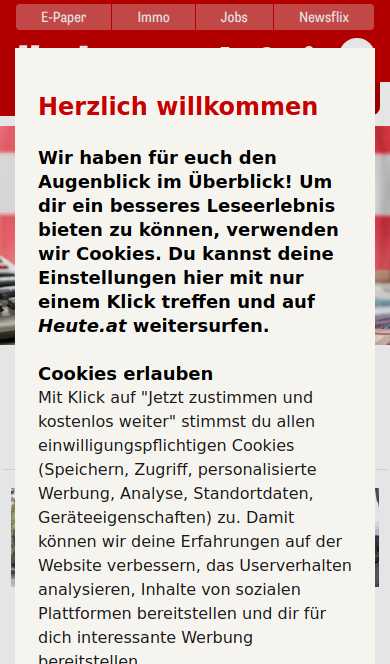 E-Paper
Immo
Jobs
Newsflix
Herzlich willkommen
Wir haben für euch den
Augenblick im Überblick! Um
dir ein besseres Leseerlebnis
bieten zu können, verwenden
wir Cookies. Du kannst deine
Einstellungen hier mit nur
einem Klick treffen und auf
Heute.at weitersurfen.
Cookies erlauben
Mit Klick auf "Jetzt zustimmen und
kostenlos weiter" stimmst du allen
einwilligungspflichtigen Cookies
(Speichern, Zugriff, personalisierte
Werbung, Analyse, Standortdaten,
Geräteeigenschaften) zu. Damit
können wir deine Erfahrungen auf der
Website verbessern, das Userverhalten
analysieren, Inhalte von sozialen
Plattformen bereitstellen und dir für
dich interessante Werbung
bereitstellen